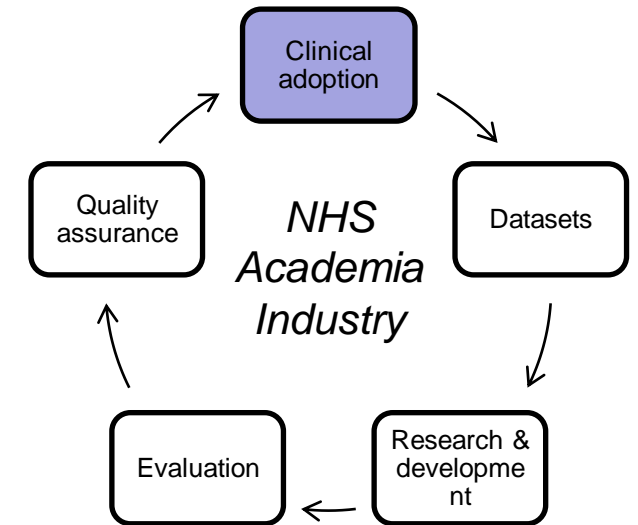 Clinical
adoption
Quality
assurance
NHS
Academia
Industry
Datasets
Evaluation
Research &
developme
nt